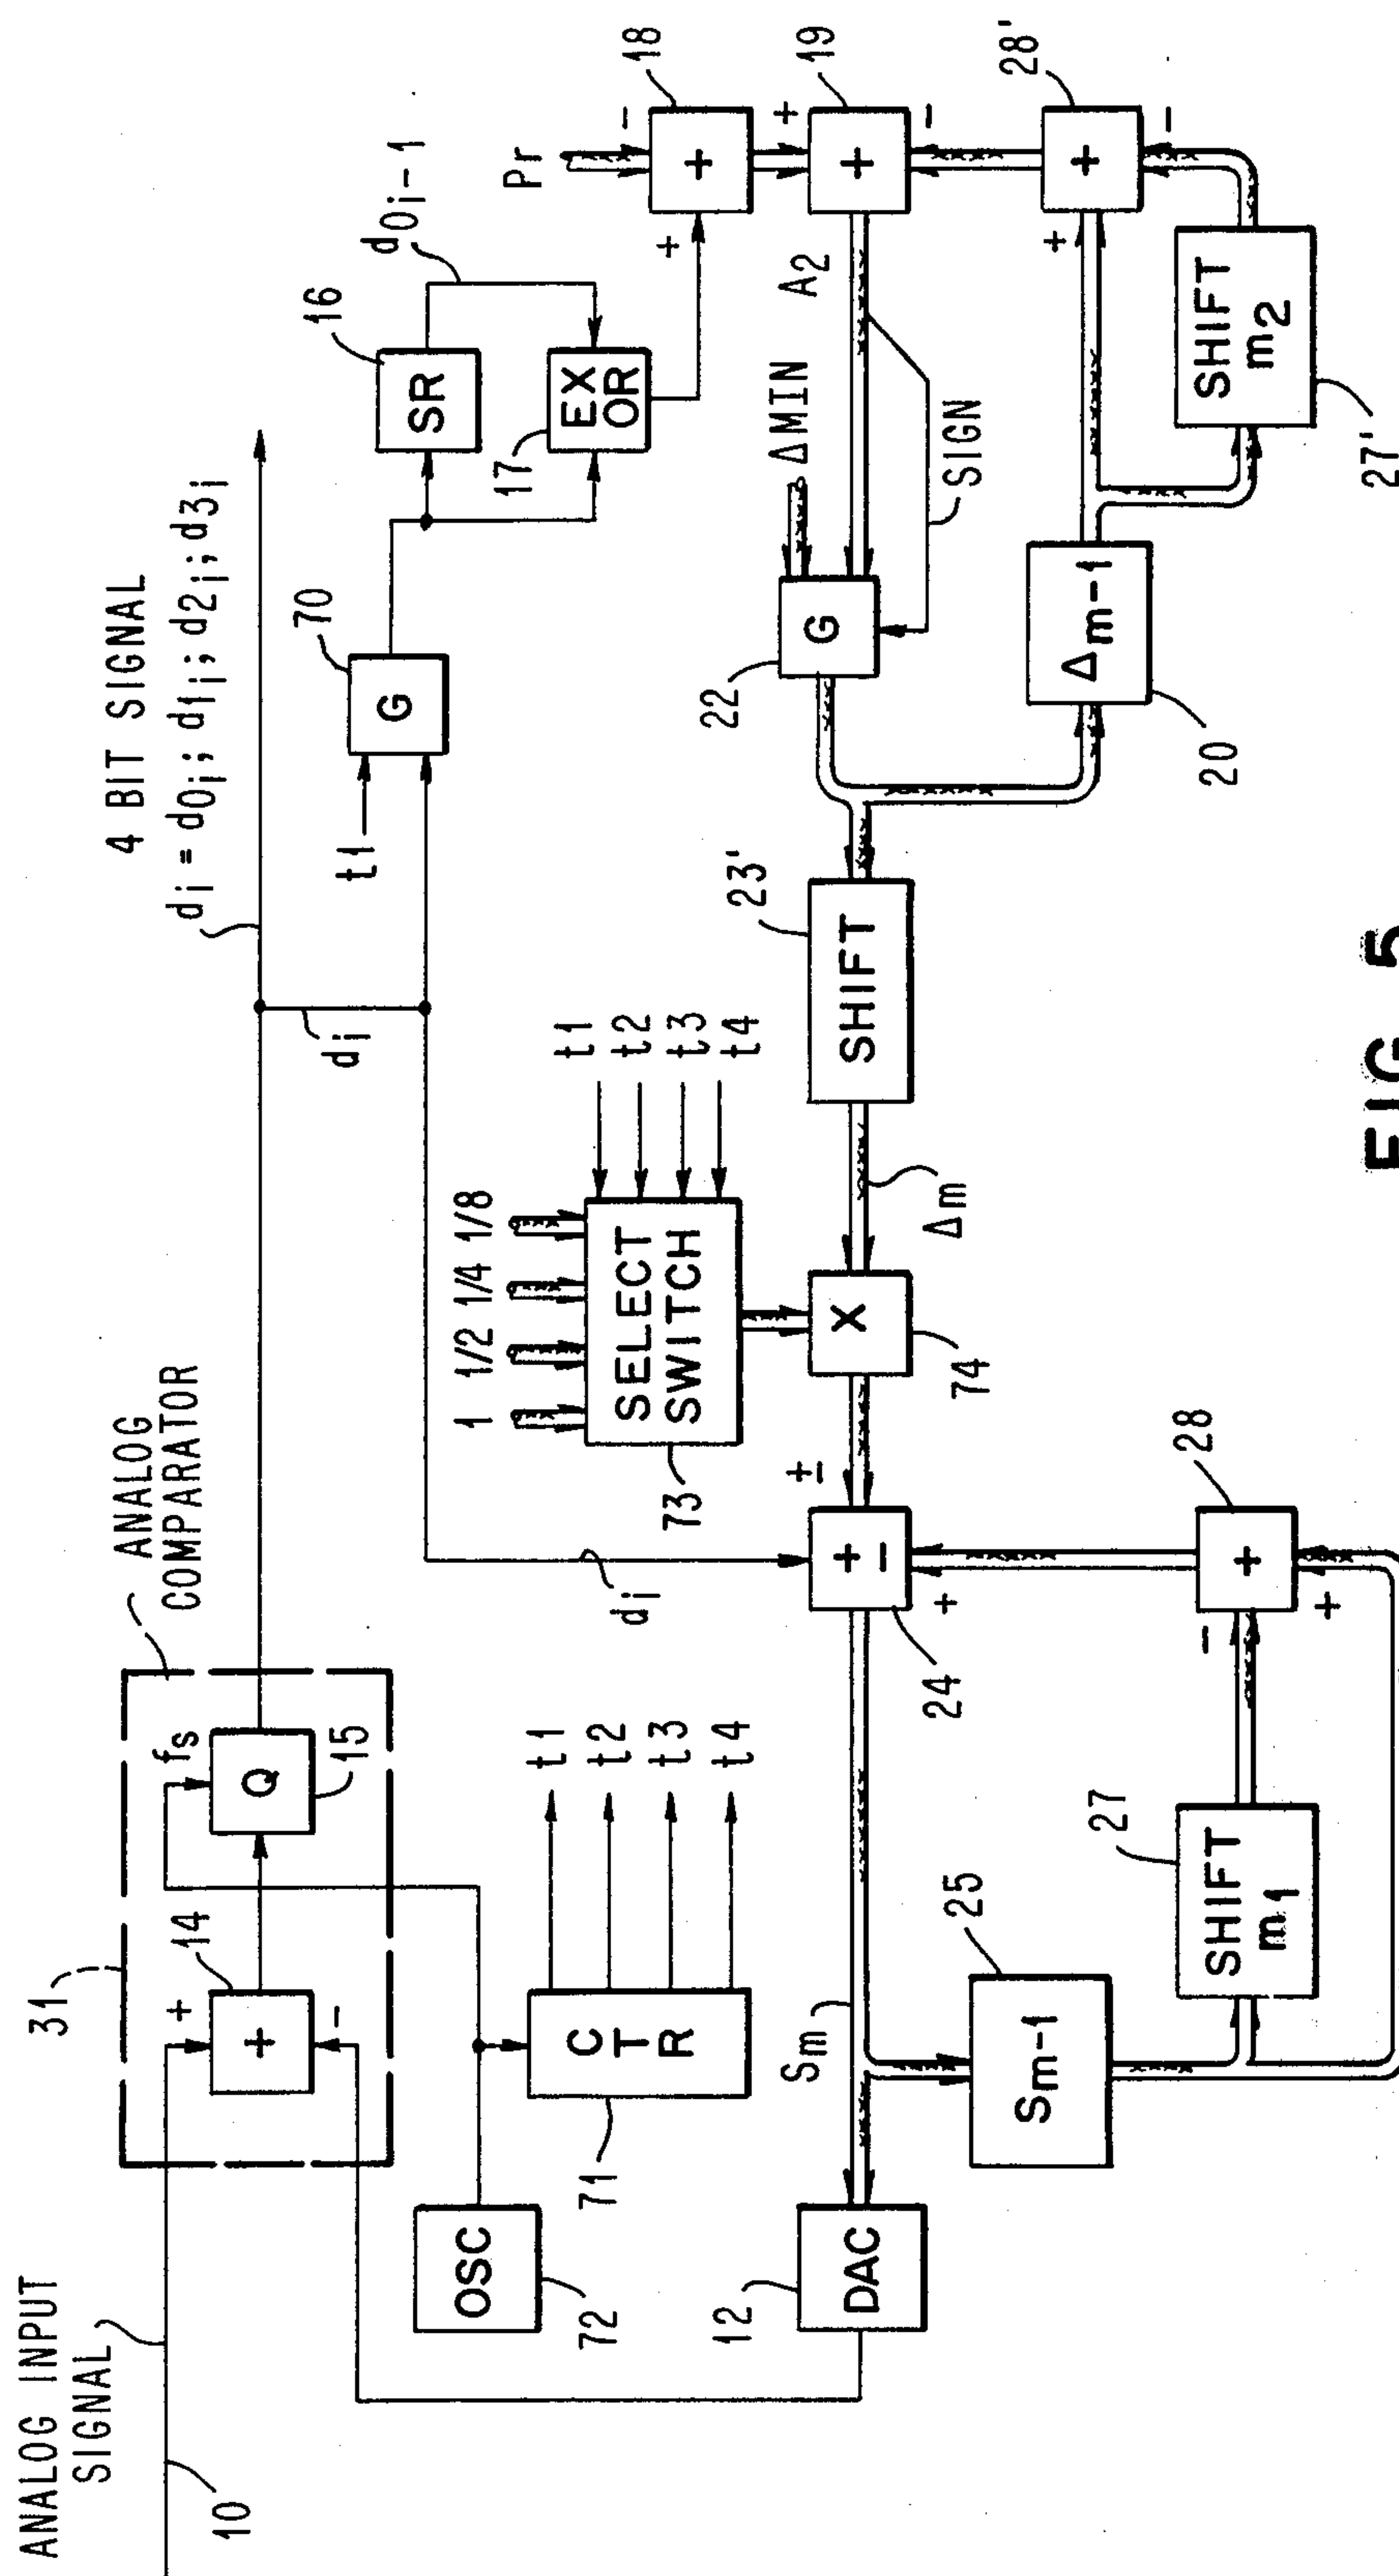 ANALOG INPUT
SIGNAL
10
31
ANALOG
COMPARATOR
+
14
+
-
fs
Q
15
4 BIT SIGNAL
di = d0i; d1i; d2i; d3i
di
t1
G
70
SR
16
d0i-1
EX
OR
17
Pr
-
+
+
18
OSC
72
CTR
71
t1
t2
t3
t4
di
1
1/2
1/4
1/8
SELECT
SWITCH
73
t1
t2
t3
t4
DAC
12
Sm
+
-
24
±
+
X
74
Δm
SHIFT
23'
G
22
ΔMIN
A2
SIGN
+
+
-
19
Sm-1
25
SHIFT
m1
27
-
+
+
28
Δm-1
20
SHIFT
m2
27'
+
+
-
28'
FIG 5